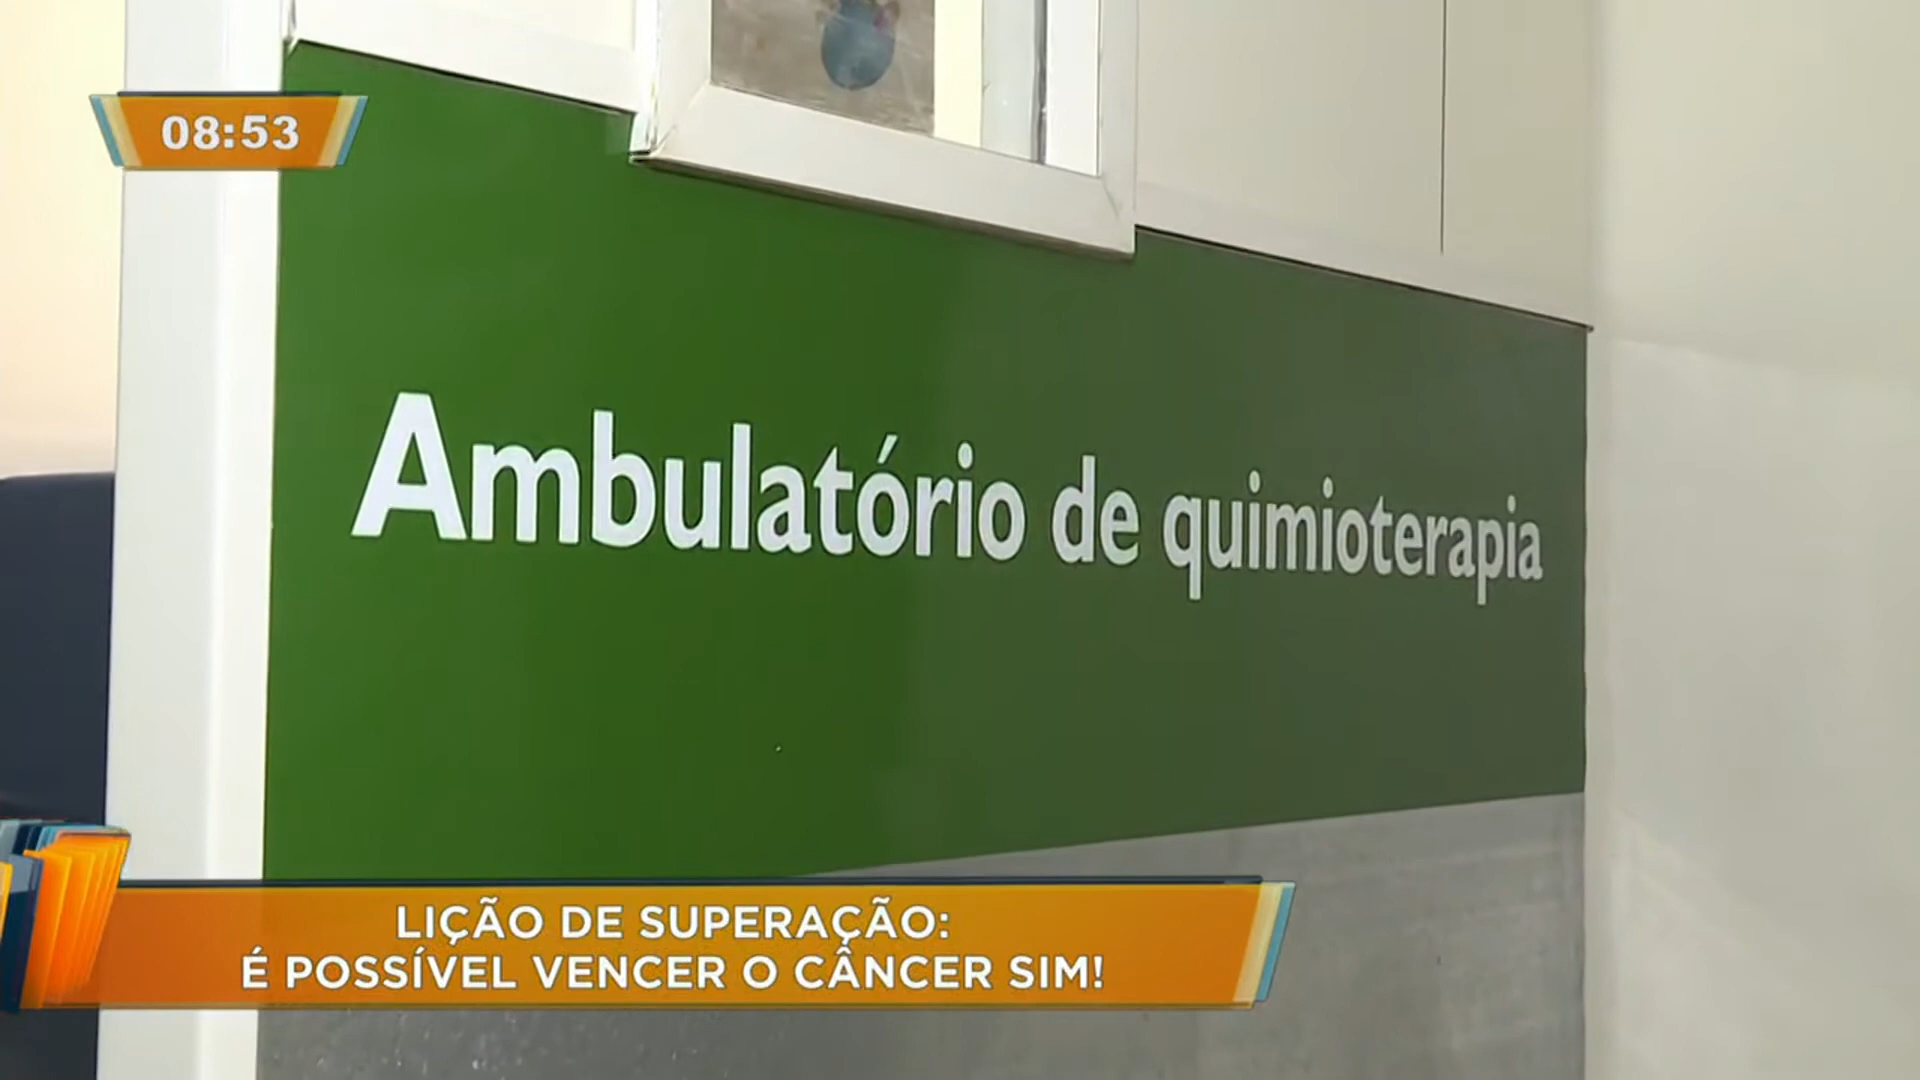 08:53
Ambulatório de quimioterapia
LIÇÃO DE SUPERAÇÃO:
É POSSÍVEL VENCER O CÂNCER SIM!